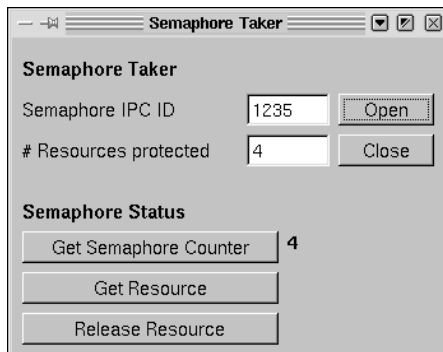 Semaphore Taker
Semaphore Taker
Semaphore IPC ID 1235 Open
# Resources protected 4 Close
Semaphore Status
Get Semaphore Counter 4
Get Resource
Release Resource